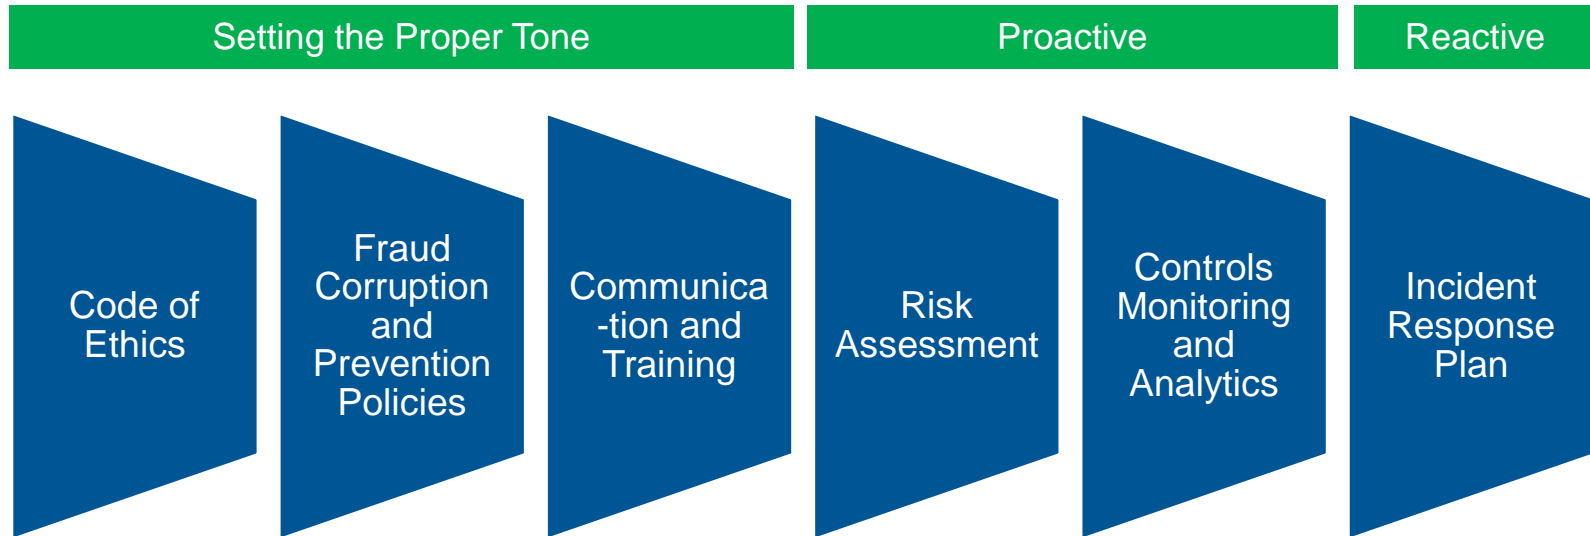 Setting the Proper Tone
Proactive
Reactive
Code of
Ethics
Fraud
Corruption
and
Prevention
Policies
Communica
-tion and
Training
Risk
Assessment
Controls
Monitoring
and
Analytics
Incident
Response
Plan